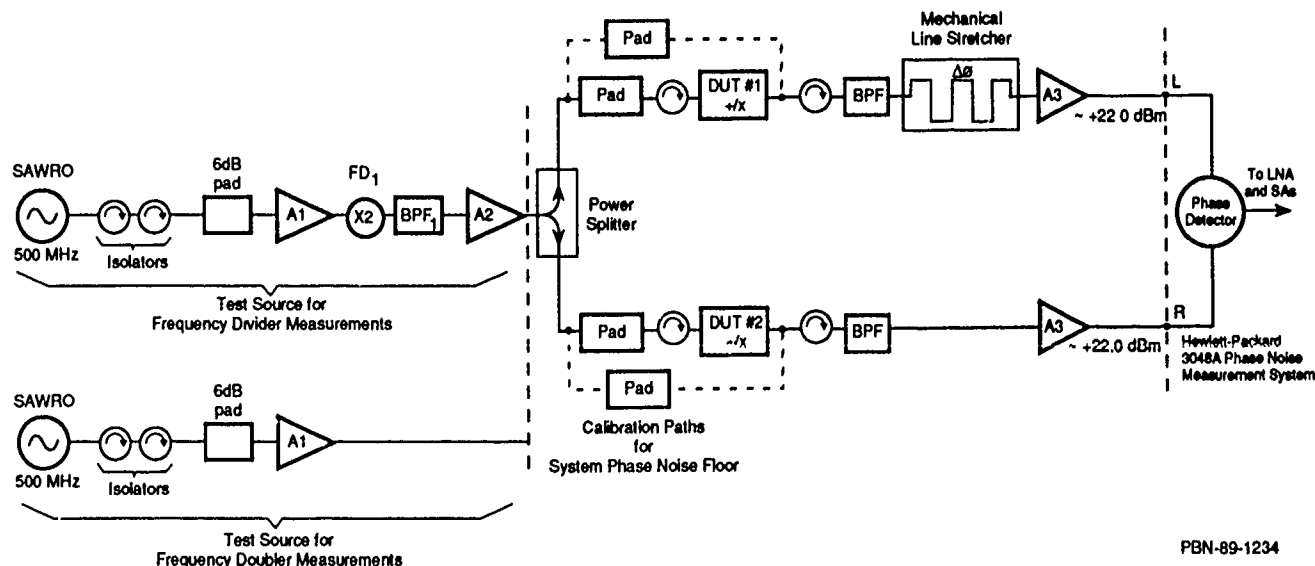 Mechanical
Line Stretcher
Pad
Δø
Pad
DUT #1
+/x
BPF
A3
L
~ +22.0 dBm
SAWRO
6dB
pad
FD1
A1
X2
BPF1
A2
Power
Splitter
500 MHz
Isolators
Test Source for
Frequency Divider Measurements
To LNA
and SAs
Phase
Detector
Pad
DUT #2
~/x
BPF
A3
R
~ +22.0 dBm
Hewlett-Packard
3048A Phase Noise
Measurement System
Pad
Calibration Paths
for
System Phase Noise Floor
SAWRO
6dB
pad
A1
500 MHz
Isolators
Test Source for
Frequency Doubler Measurements
PBN-89-1234